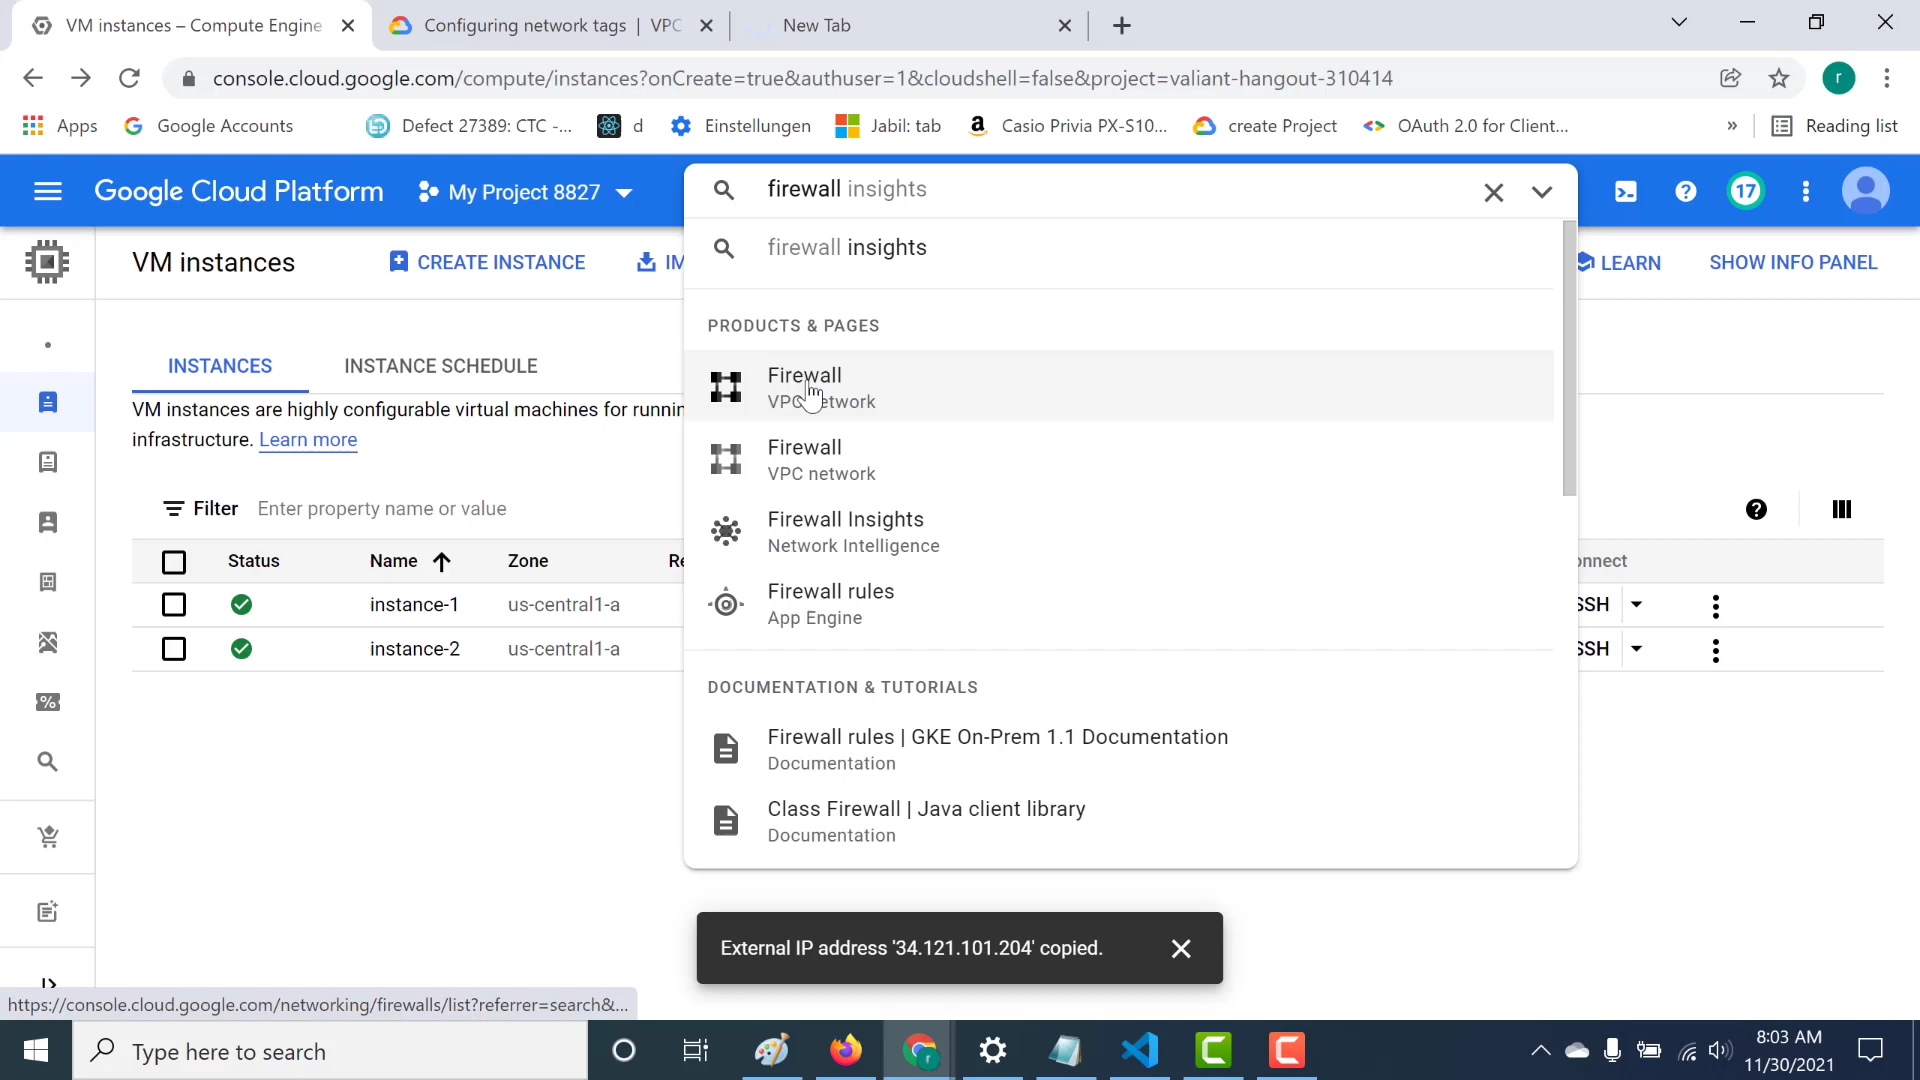 VM instances – Compute Engine
Configuring network tags | VPC
New Tab
console.cloud.google.com/compute/instances?onCreate=true&authuser=1&cloudshell=false&project=valiant-hangout-310414
r
Apps
Google Accounts
Defect 27389: CTC -...
d
Einstellungen
Jabil: tab
Casio Privia PX-S10...
create Project
OAuth 2.0 for Client...
»
Reading list
Google Cloud Platform
My Project 8827
firewall insights
17
VM instances
CREATE INSTANCE
IM
firewall insights
LEARN
SHOW INFO PANEL
PRODUCTS & PAGES
INSTANCES
INSTANCE SCHEDULE
Firewall
VPC network
VM instances are highly configurable virtual machines for runnin
infrastructure. Learn more
Firewall
VPC network
Filter
Enter property name or value
Firewall Insights
Network Intelligence
Status
Name
Zone
Re
onnect
Firewall rules
App Engine
instance-1
us-central1-a
SSH
instance-2
us-central1-a
SSH
DOCUMENTATION & TUTORIALS
Firewall rules | GKE On-Prem 1.1 Documentation
Documentation
Class Firewall | Java client library
Documentation
External IP address '34.121.101.204' copied.
https://console.cloud.google.com/networking/firewalls/list?referrer=search&...
Type here to search
8:03 AM
11/30/2021